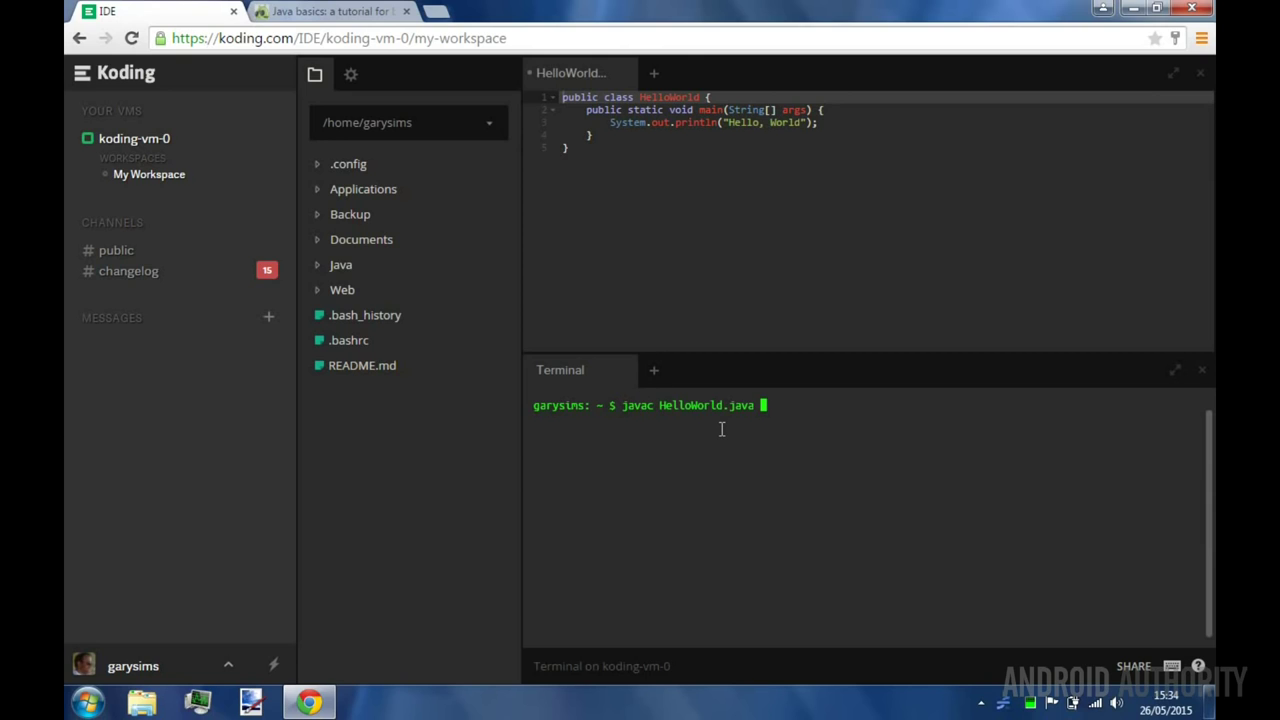 IDE
Java basics: a tutorial for
https://koding.com/IDE/koding-vm-0/my-workspace
Koding
YOUR VMS
koding-vm-0
WORKSPACES
My Workspace
CHANNELS
# public
# changelog
15
MESSAGES
+
garysims
/home/garysims
.config
Applications
Backup
Documents
Java
Web
.bash_history
.bashrc
README.md
HelloWorld...
+
1 public class HelloWorld {
2 public static void main(String[] args) {
3 System.out.println("Hello, World");
4 }
5 }
Terminal
+
garysims: ~ $ javac HelloWorld.java
Terminal on koding-vm-0
SHARE
?
ANDROID AUTHORITY
15:34
26/05/2015